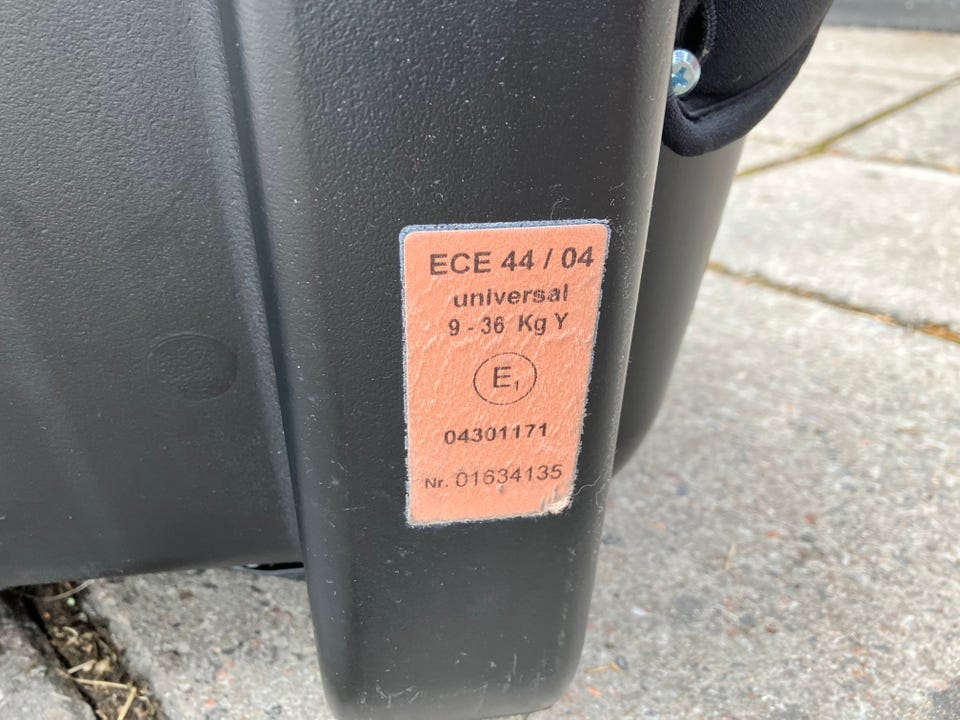 ECE 44 / 04
universal
9 - 36 Kg Y
E1
04301171
Nr. 01634135